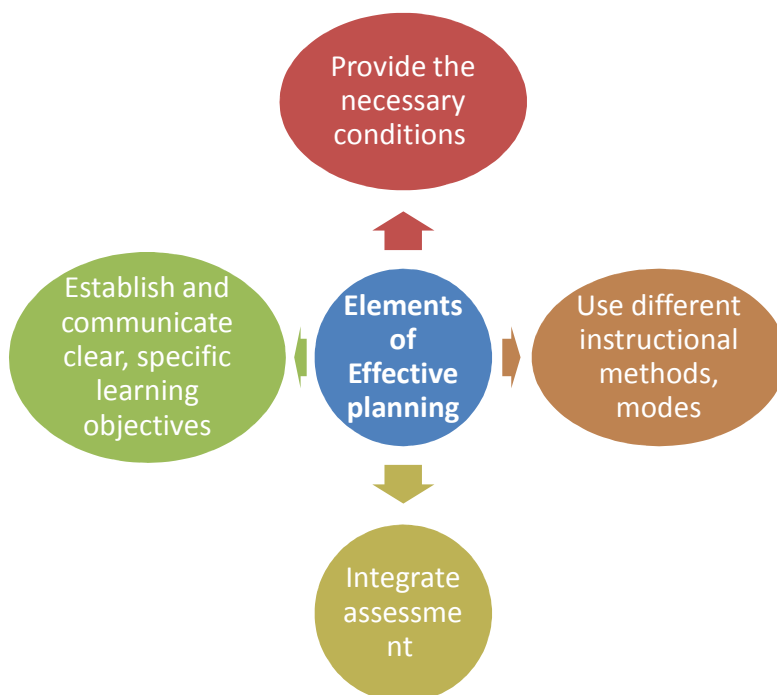 Provide the
necessary
conditions
Establish and
communicate
clear, specific
learning
objectives
Elements
of
Effective
planning
Use different
instructional
methods,
modes
Integrate
assessme
nt